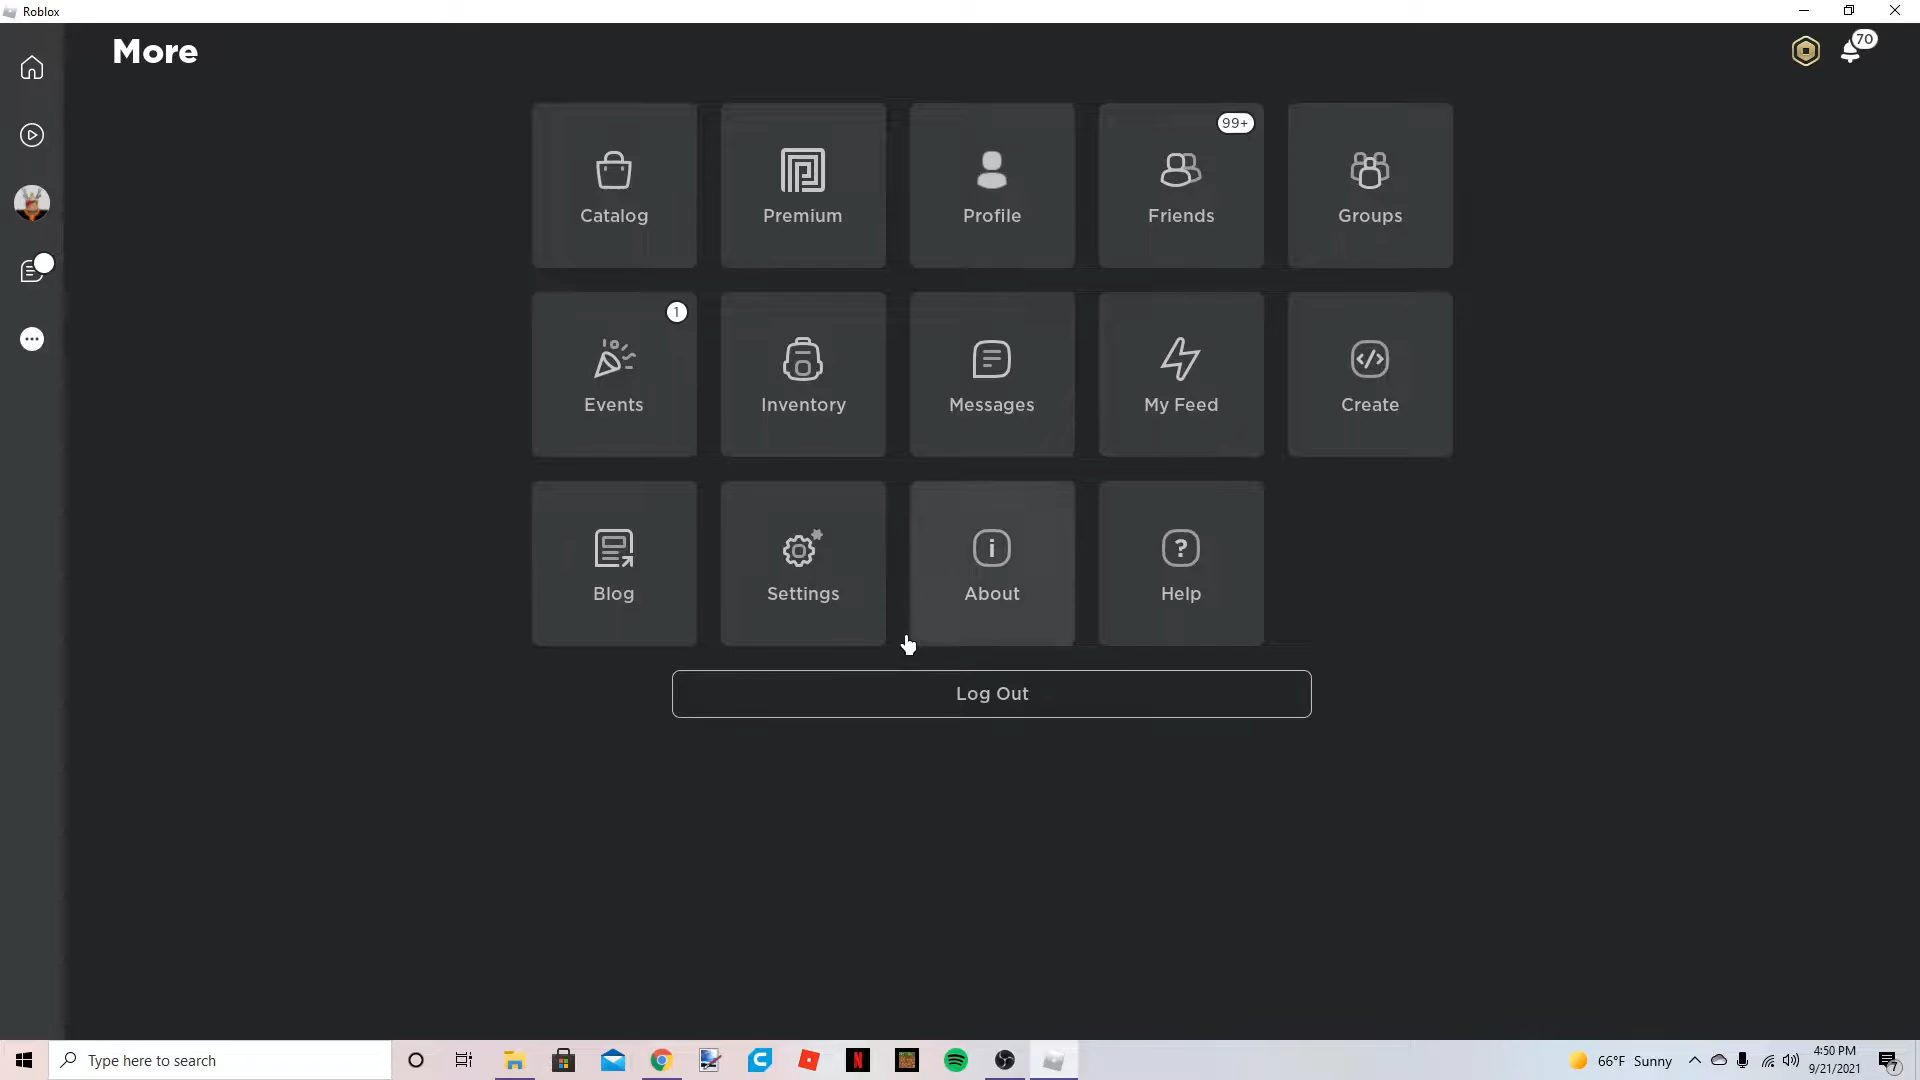 Roblox
More
70
99+
Catalog
Premium
Profile
Friends
Groups
1
Events
Inventory
Messages
My Feed
Create
Blog
Settings
About
Help
Log Out
Type here to search
66°F Sunny
4:50 PM
9/21/2021
7